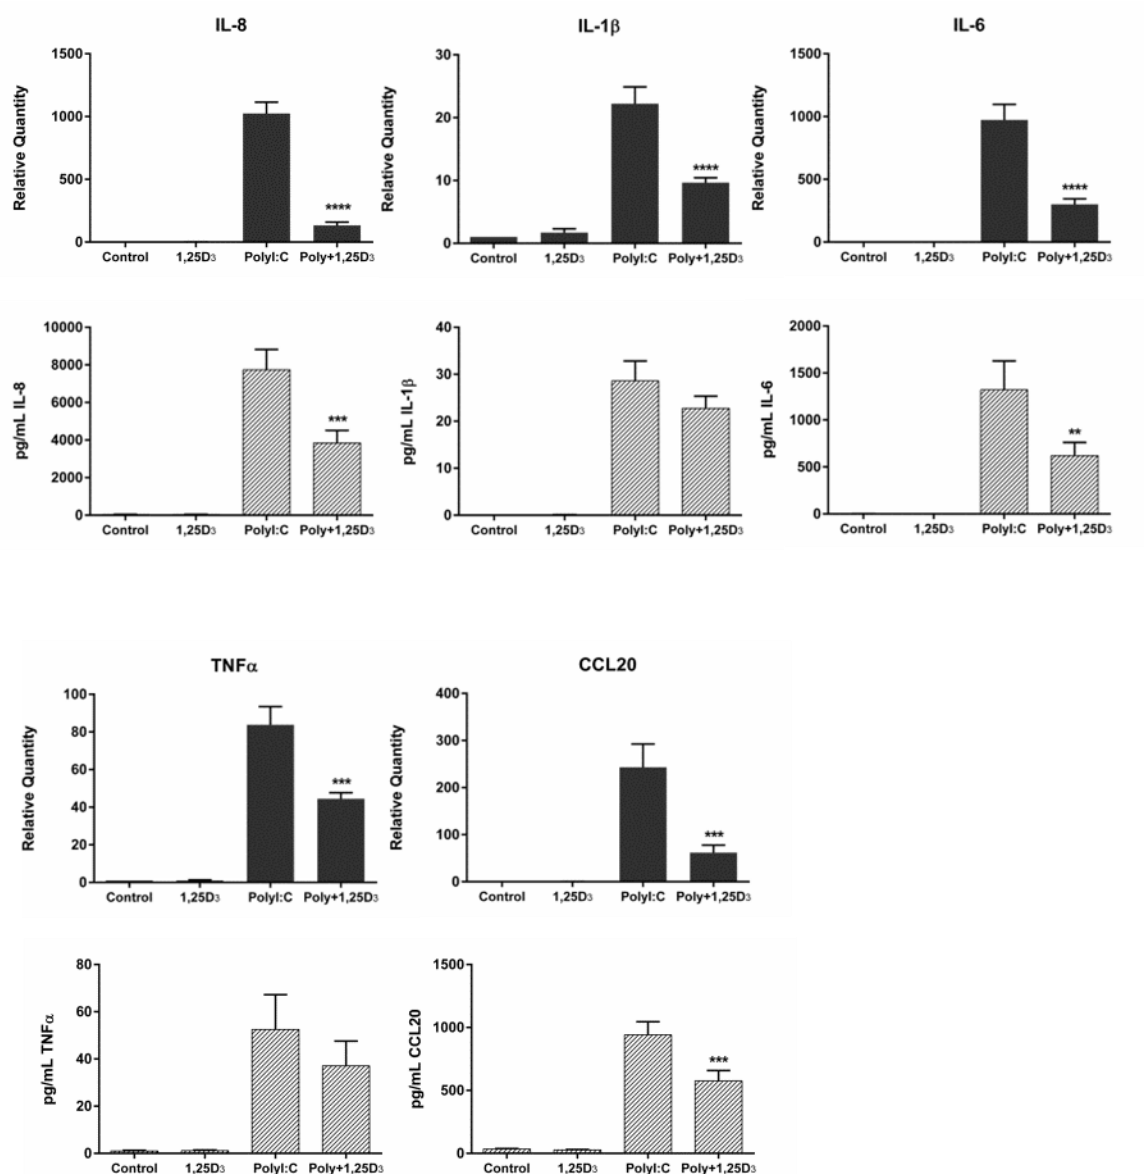 IL-8
1500
1000
500
0
Relative Quantity
****
Control 1,25D3 PolyI:C Poly+1,25D3
IL-1β
30
20
10
0
Relative Quantity
****
Control 1,25D3 PolyI:C Poly+1,25D3
IL-6
1500
1000
500
0
Relative Quantity
****
Control 1,25D3 PolyI:C Poly+1,25D3
10000
8000
6000
4000
2000
0
pg/mL IL-8
***
Control 1,25D3 PolyI:C Poly+1,25D3
40
30
20
10
0
pg/mL IL-1β
Control 1,25D3 PolyI:C Poly+1,25D3
2000
1500
1000
500
0
pg/mL IL-6
**
Control 1,25D3 PolyI:C Poly+1,25D3
TNFα
100
80
60
40
20
0
Relative Quantity
***
Control 1,25D3 PolyI:C Poly+1,25D3
CCL20
400
300
200
100
0
Relative Quantity
***
Control 1,25D3 PolyI:C Poly+1,25D3
80
60
40
20
0
pg/mL TNFα
Control 1,25D3 PolyI:C Poly+1,25D3
1500
1000
500
0
pg/mL CCL20
***
Control 1,25D3 PolyI:C Poly+1,25D3